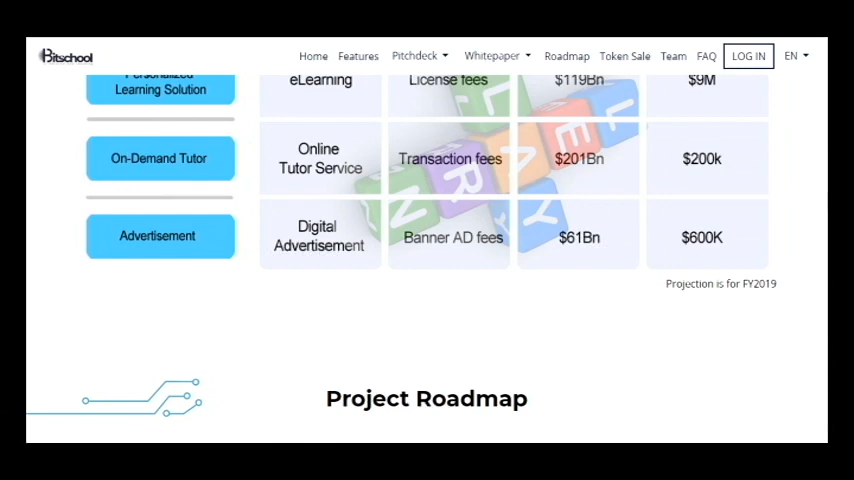 Bitschool
Home Features Pitchdeck Whitepaper Roadmap Token Sale Team FAQ LOG IN EN
Personalized
Learning Solution
eLearning
License fees
$119Bn
$9M
On-Demand Tutor
Online
Tutor Service
Transaction fees
$201Bn
$200k
Advertisement
Digital
Advertisement
Banner AD fees
$61Bn
$600K
Projection is for FY2019
Project Roadmap